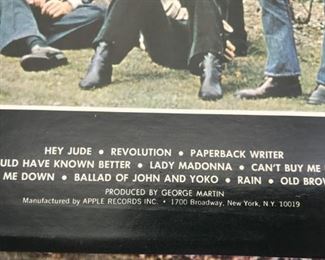 HEY JUDE • REVOLUTION • PAPERBACK WRITER
ULD HAVE KNOWN BETTER • LADY MADONNA • CAN'T BUY ME
ME DOWN • BALLAD OF JOHN AND YOKO • RAIN • OLD BRO
PRODUCED BY GEORGE MARTIN
Manufactured by APPLE RECORDS INC. • 1700 Broadway, New York, N.Y. 10019